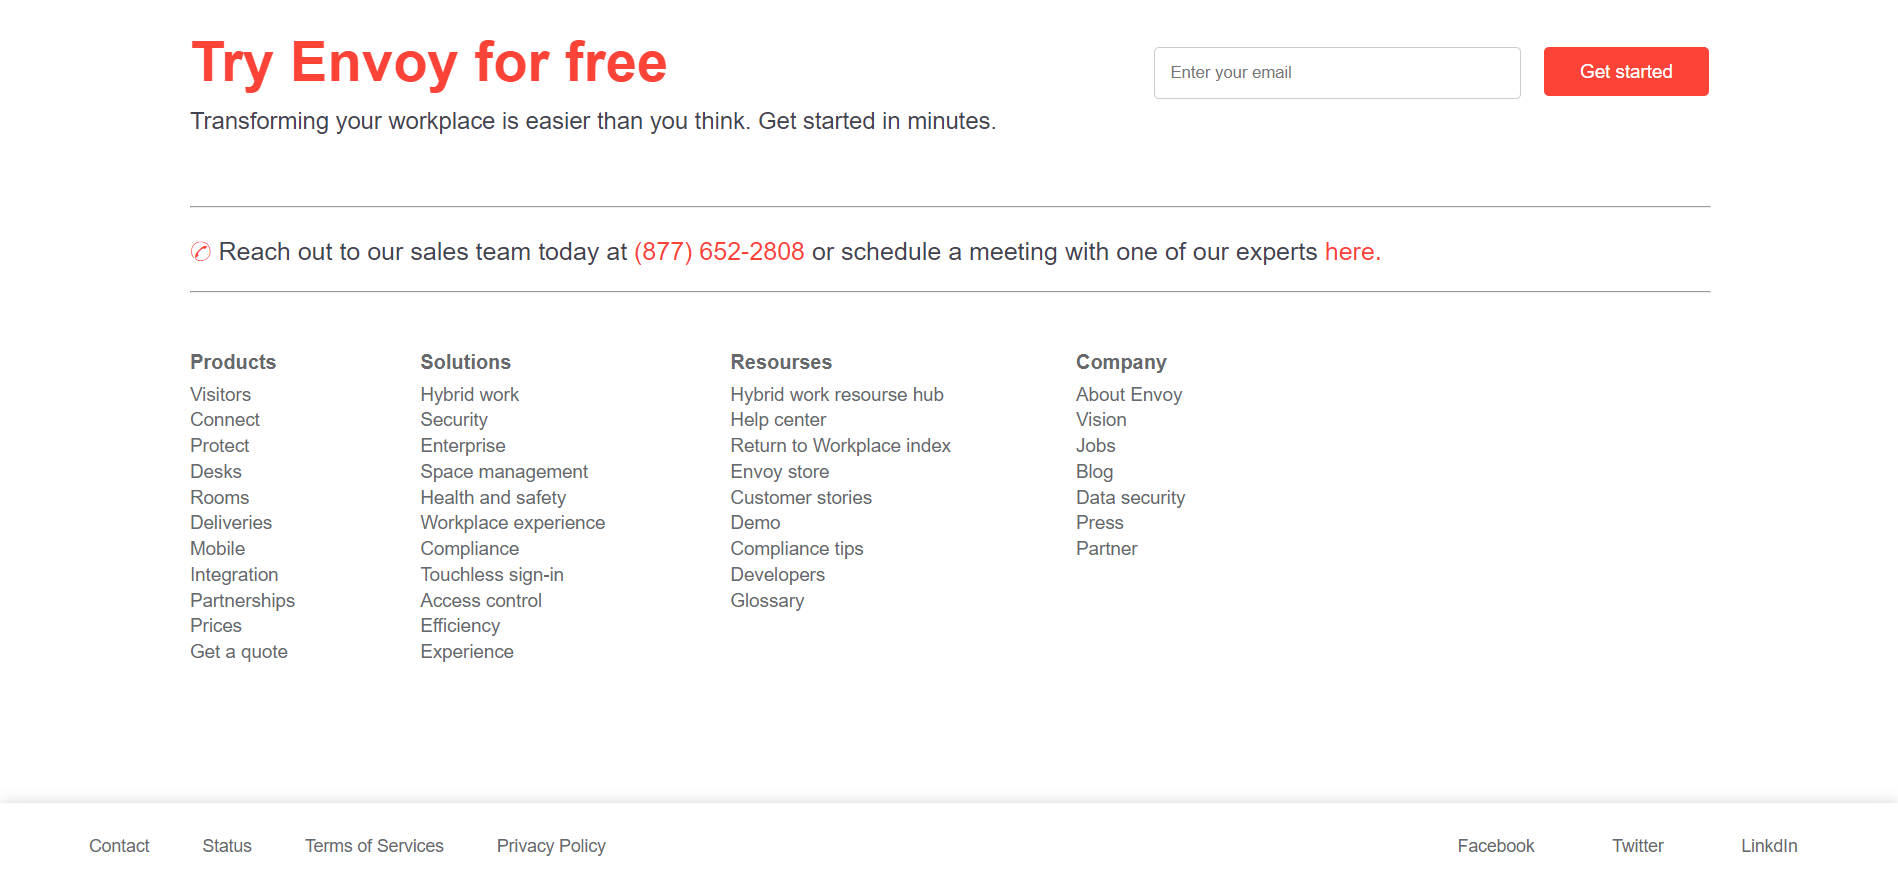 Try Envoy for free
Transforming your workplace is easier than you think. Get started in minutes.
Enter your email
Get started
✆ Reach out to our sales team today at (877) 652-2808 or schedule a meeting with one of our experts here.
Products
Visitors
Connect
Protect
Desks
Rooms
Deliveries
Mobile
Integration
Partnerships
Prices
Get a quote
Solutions
Hybrid work
Security
Enterprise
Space management
Health and safety
Workplace experience
Compliance
Touchless sign-in
Access control
Efficiency
Experience
Resourses
Hybrid work resourse hub
Help center
Return to Workplace index
Envoy store
Customer stories
Demo
Compliance tips
Developers
Glossary
Company
About Envoy
Vision
Jobs
Blog
Data security
Press
Partner
Contact
Status
Terms of Services
Privacy Policy
Facebook
Twitter
LinkdIn